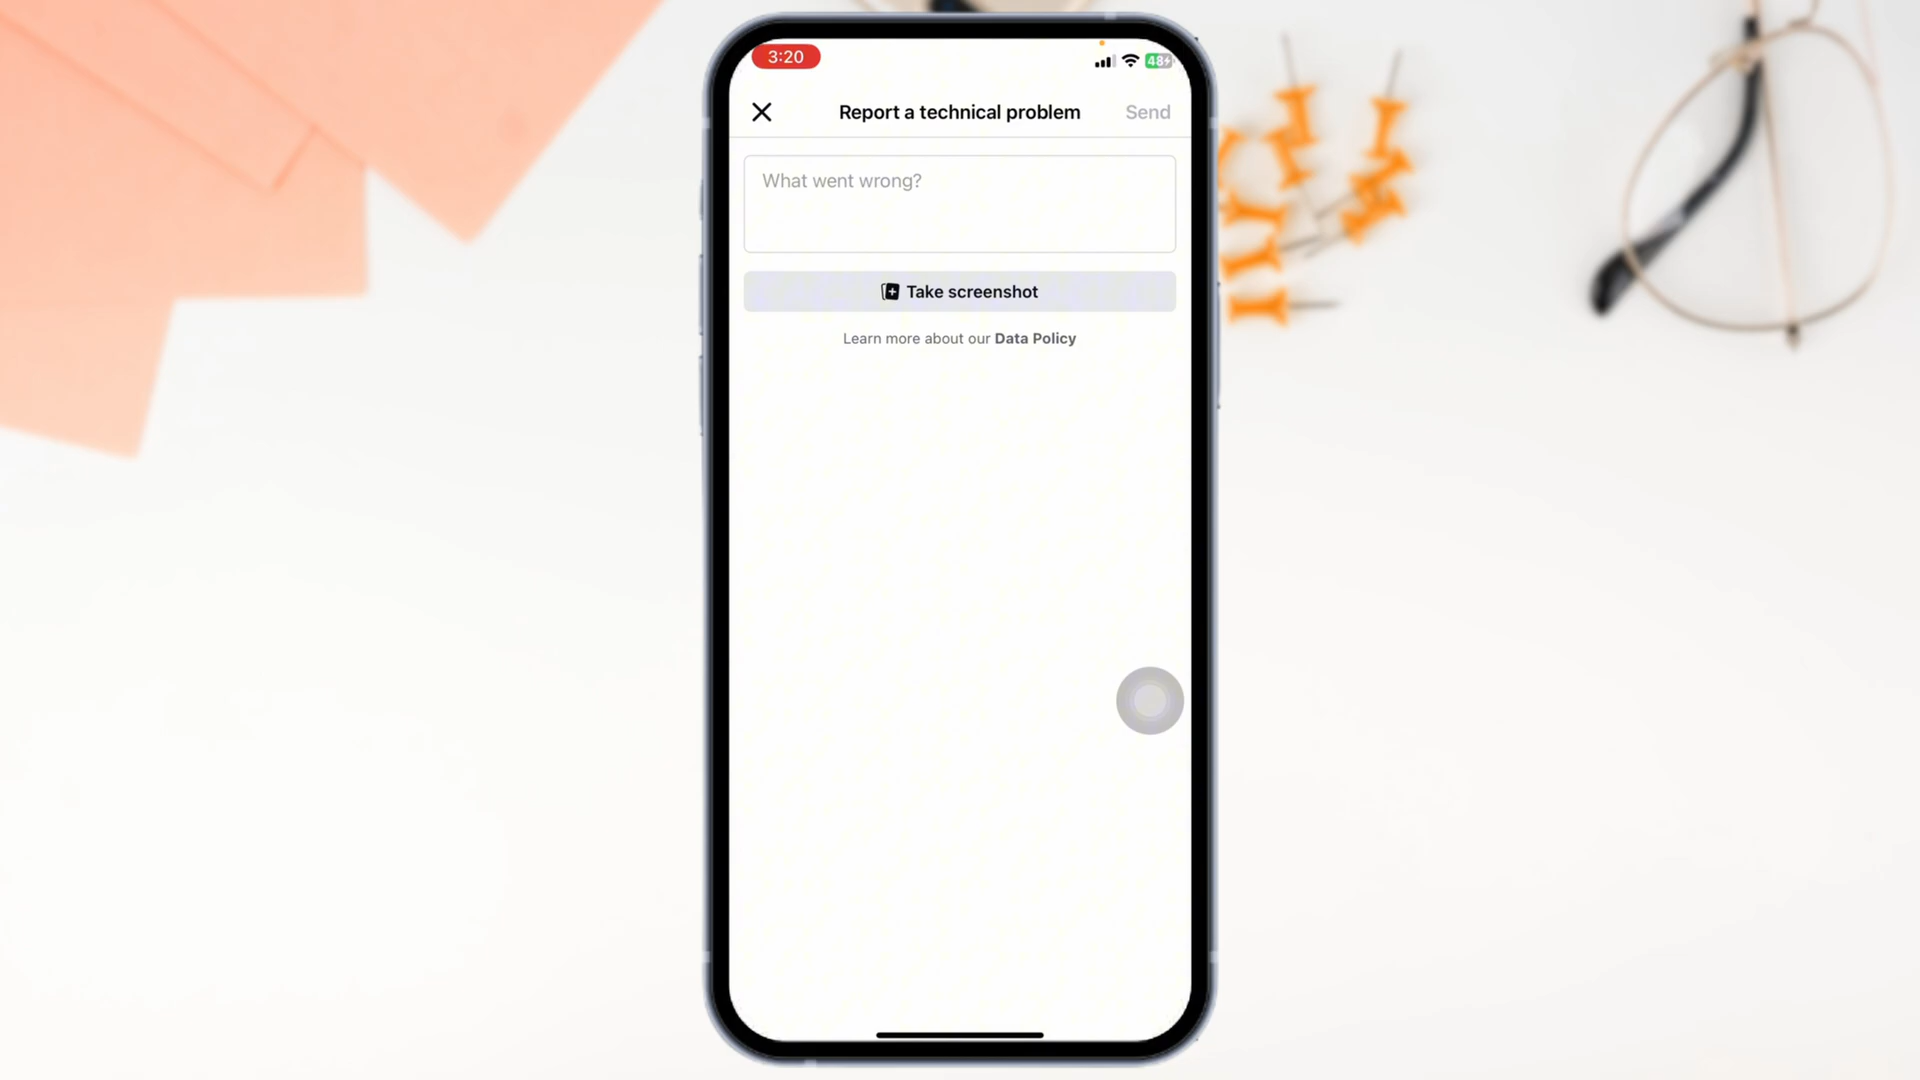 3:20
48
Report a technical problem
Send
What went wrong?
Take screenshot
Learn more about our Data Policy